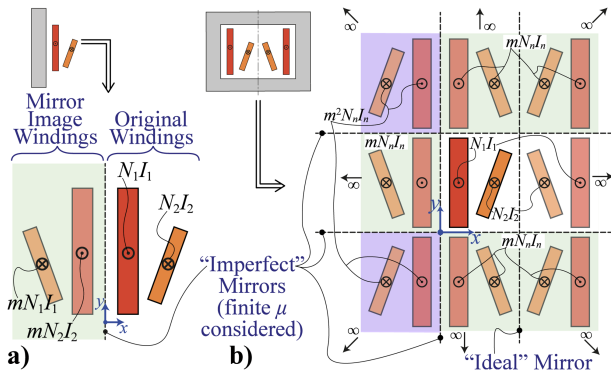 Mirror
Image
Windings
Original
Windings
N₁I₁
N₂I₂
mN₁I₁
mN₂I₂
y
x
a)
"Imperfect"
Mirrors
(finite μ
considered)
b)
∞ ∞ ∞
mNₙIₙ
m²NₙIₙ
mNₙIₙ
N₁I₁
∞ ∞
N₂I₂
y
x
mNₙIₙ
∞ ∞ ∞
"Ideal" Mirror